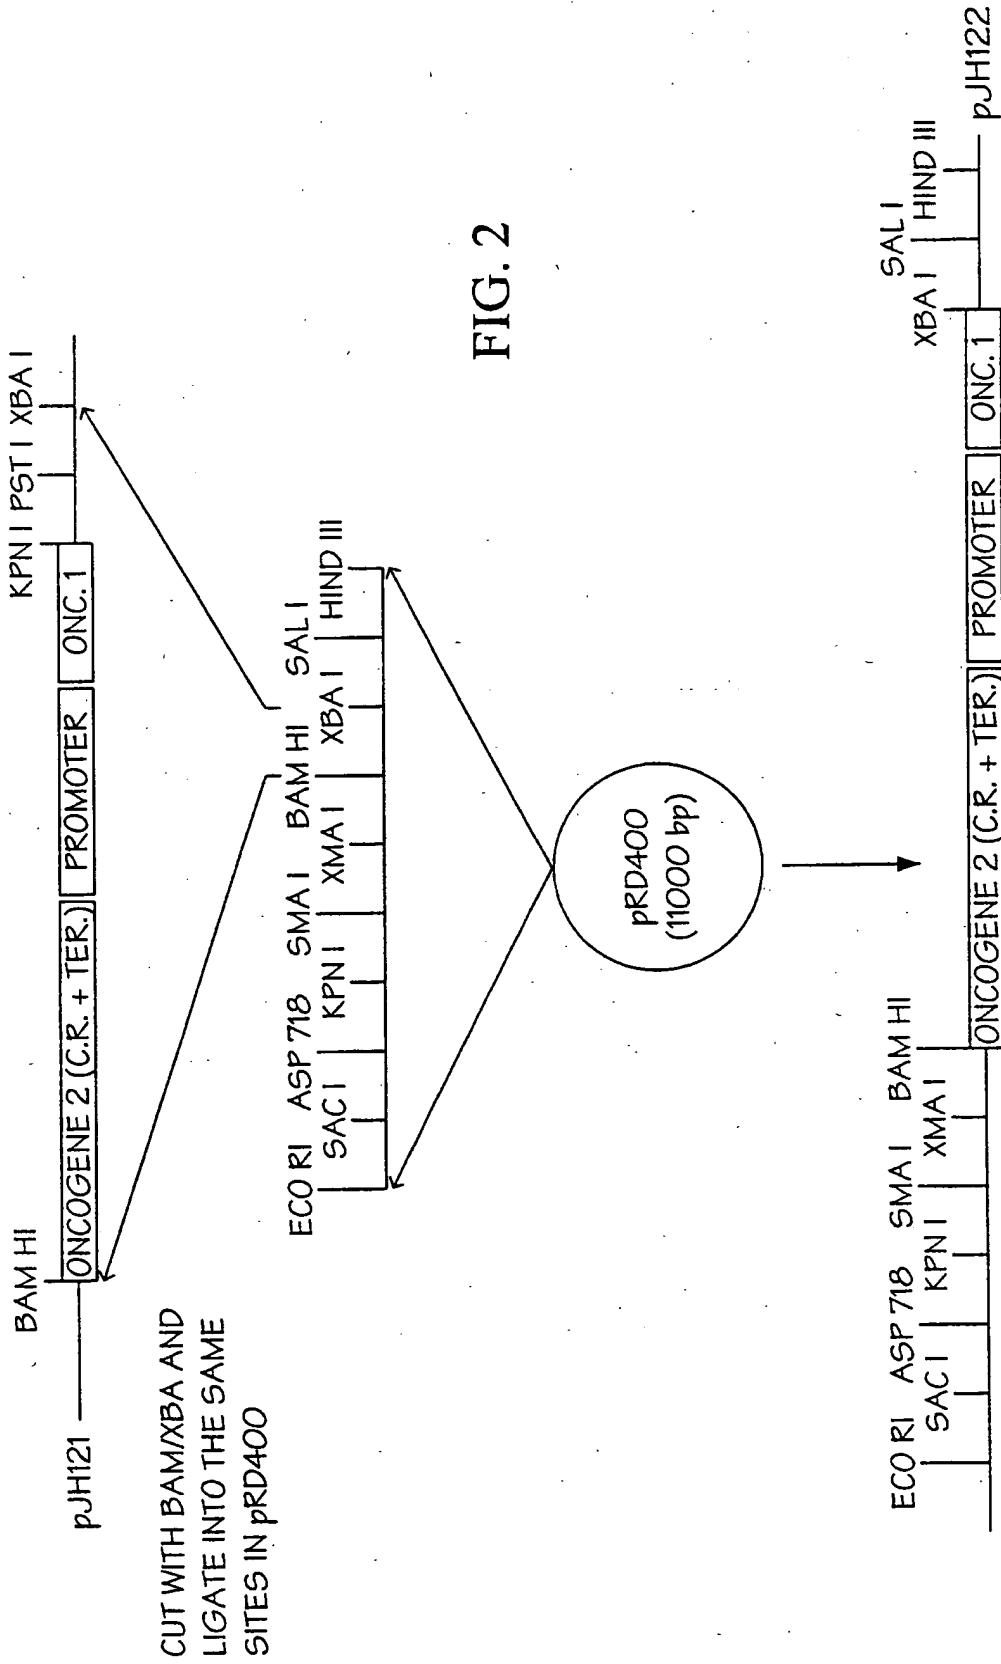 BAM HI
KPN I PST I XBA I
pJH121
ONCOGENE 2 (C.R. + TER.)
PROMOTER
ONC. 1
CUT WITH BAM/XBA AND
LIGATE INTO THE SAME
SITES IN pRD400
ECO RI ASP 718 SMA I BAM HI SAL I
SAC I KPN I XMA I XBA I HIND III
pRD400
(11000 bp)
FIG. 2
ECO RI ASP 718 SMA I BAM HI SAL I
SAC I KPN I XMA I XBA I HIND III
ONCOGENE 2 (C.R. + TER.)
PROMOTER
ONC. 1
pJH122